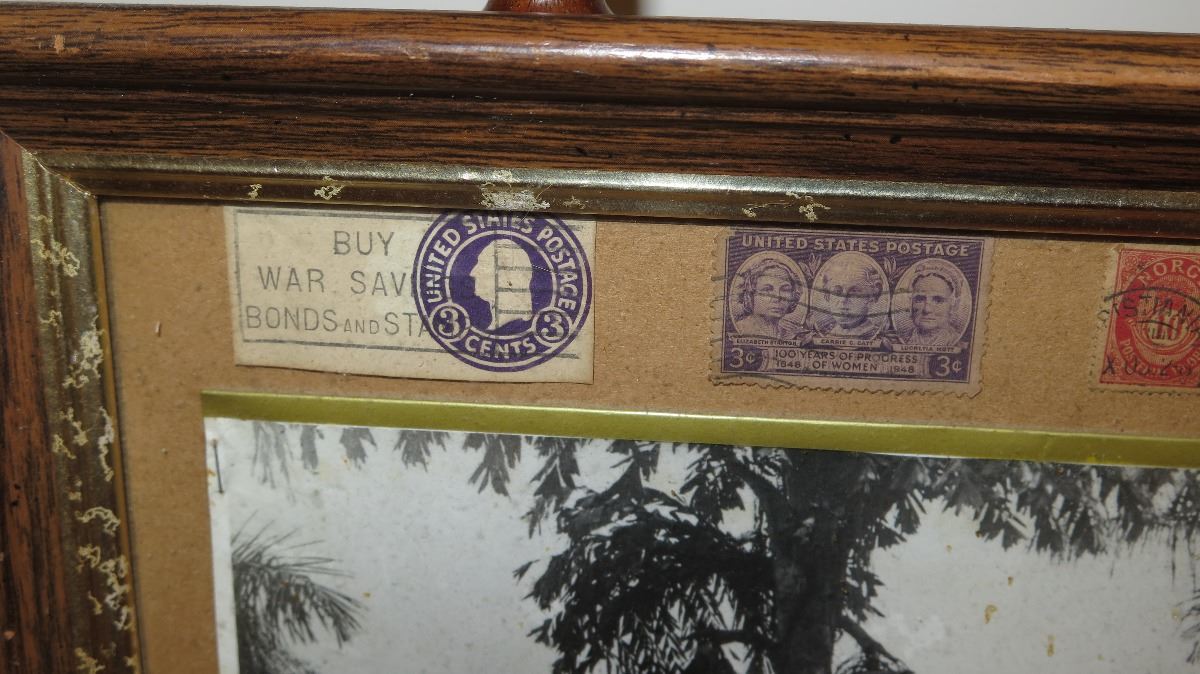 BUY
WAR SAV
BONDS AND STA
UNITED STATES POSTAGE
3 3
CENTS
UNITED STATES POSTAGE
ELIZABETH STANTON CARRIE C. CATT LUCRETIA MOTT
3¢ 100 YEARS OF PROGRESS 3¢
1848 OF WOMEN 1948